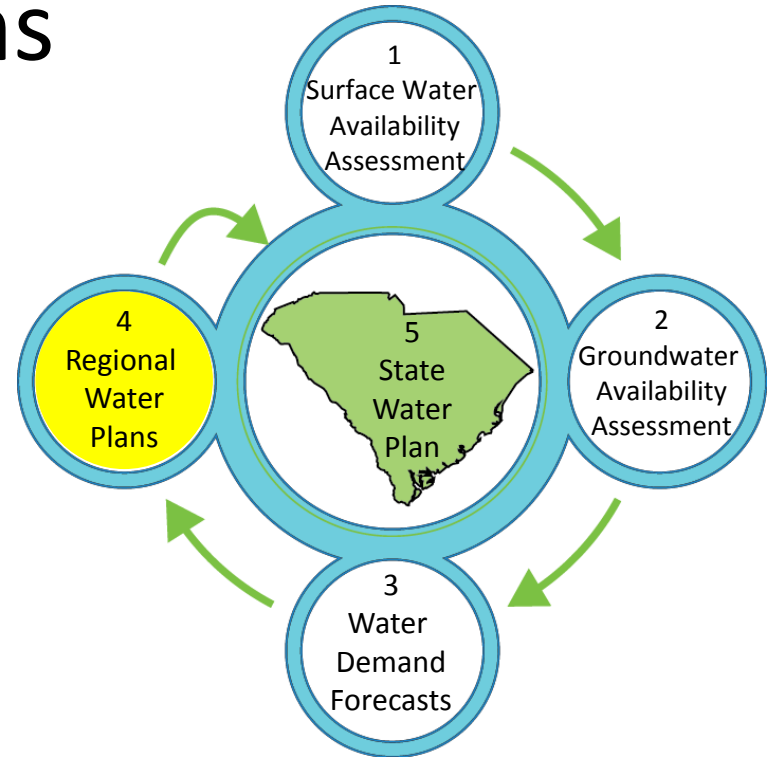 ns
1
Surface Water
Availability
Assessment
2
Groundwater
Availability
Assessment
3
Water
Demand
Forecasts
4
Regional
Water
Plans
5
State
Water
Plan